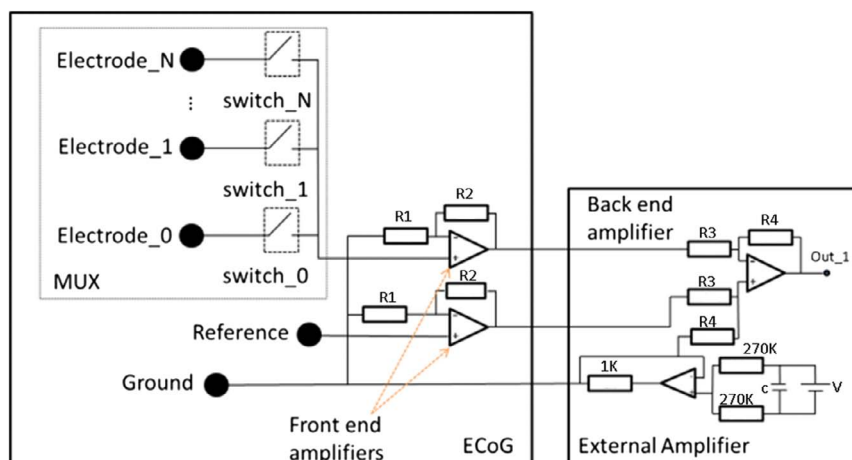 Electrode_N
switch_N
⋮
Electrode_1
switch_1
Electrode_0
switch_0
MUX
R1
R2
R1
R2
Reference
Ground
Front end
amplifiers
ECoG
Back end
amplifier
R3
R4
Out_1
R3
R4
1K
270K
270K
c
V
External Amplifier
-
+
-
+
-
+
-
+